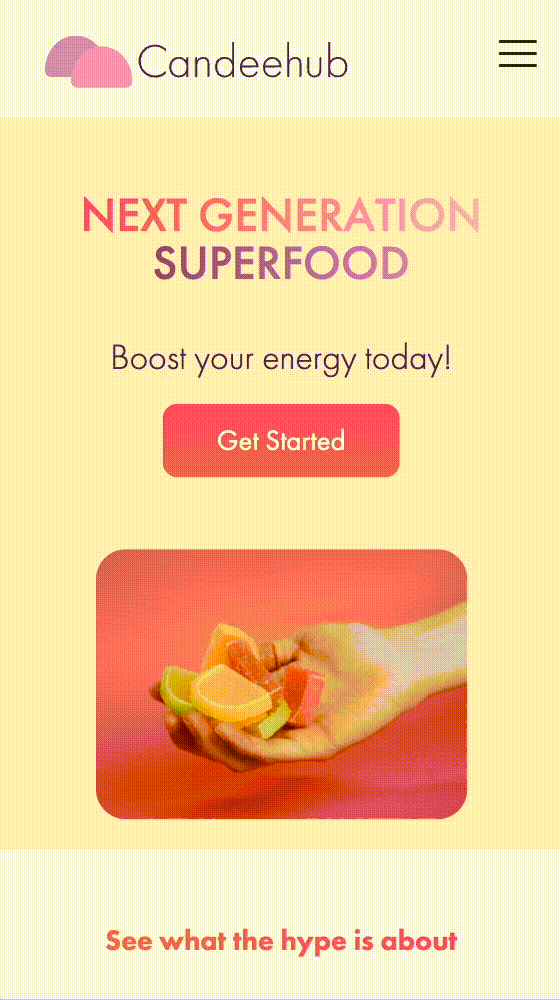 Candeehub
NEXT GENERATION
SUPERFOOD
Boost your energy today!
Get Started
See what the hype is about